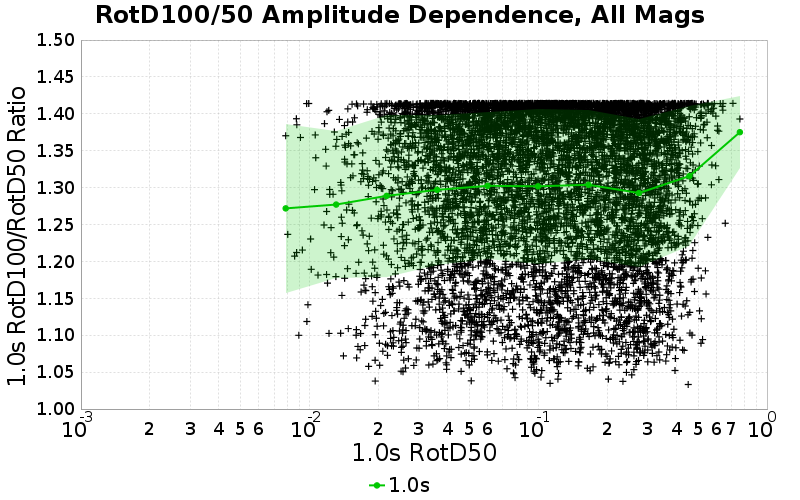 RotD100/50 Amplitude Dependence, All Mags
1.0s RotD100/RotD50 Ratio
1.50
1.45
1.40
1.35
1.30
1.25
1.20
1.15
1.10
1.05
1.00
10^-3 2 3 4 5 6 10^-2 2 3 4 5 6 10^-1 2 3 4 5 6 7 10^0
1.0s RotD50
1.0s